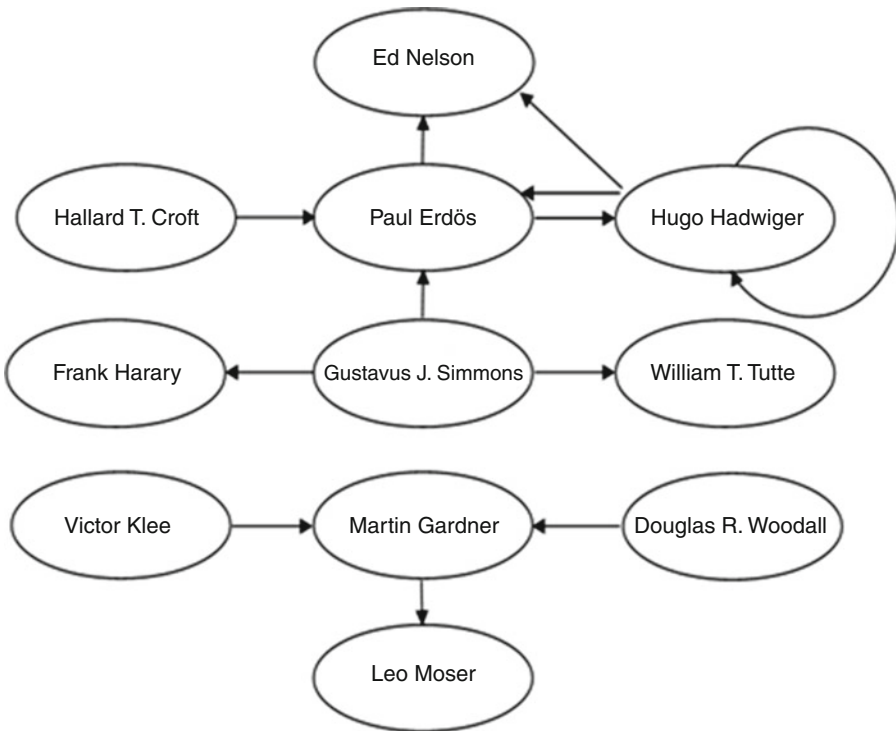 Ed Nelson
Hallard T. Croft
Paul Erdös
Hugo Hadwiger
Frank Harary
Gustavus J. Simmons
William T. Tutte
Victor Klee
Martin Gardner
Douglas R. Woodall
Leo Moser